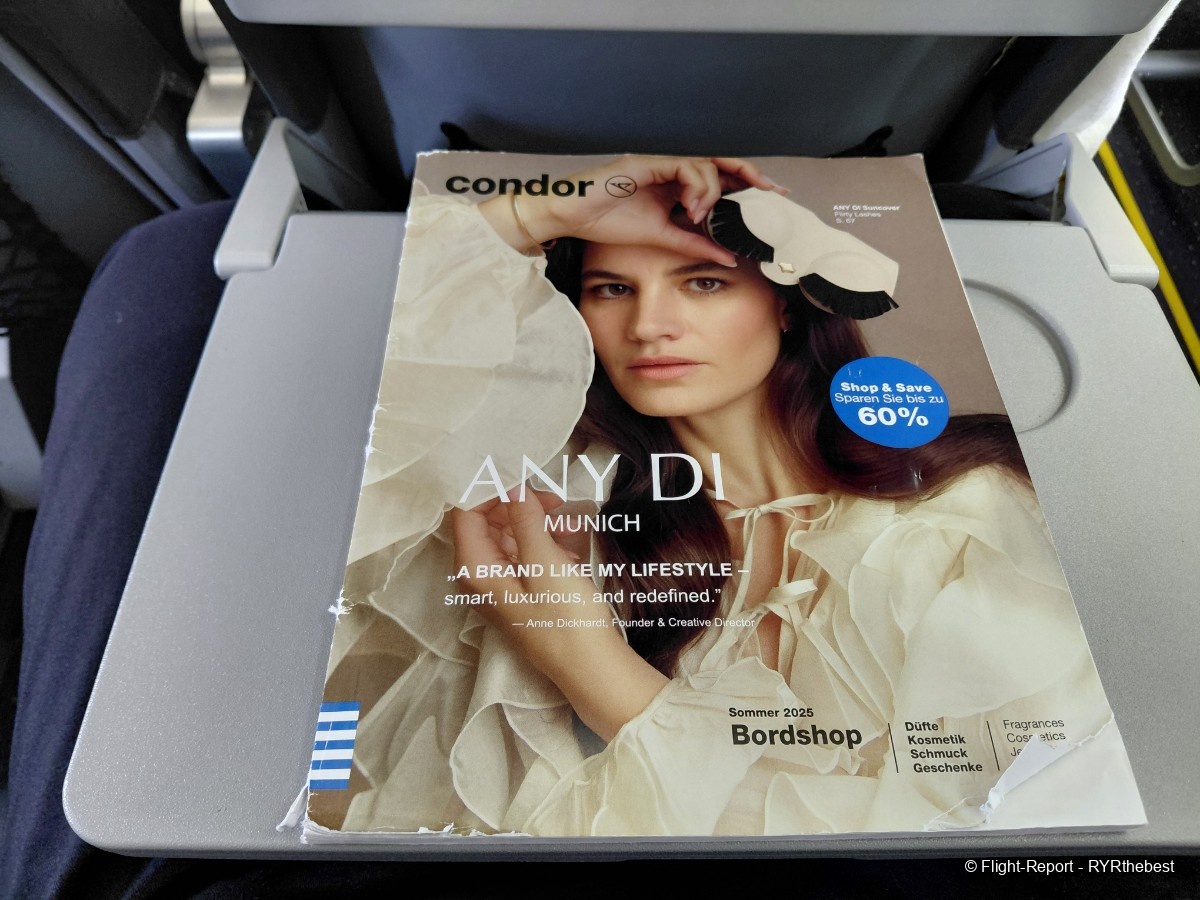 condor
ANY DI Suncover
Flirty Lashes
S. 67
Shop & Save
Sparen Sie bis zu
60%
ANY DI
MUNICH
„A BRAND LIKE MY LIFESTYLE –
smart, luxurious, and redefined.”
— Anne Dickhardt, Founder & Creative Director
Sommer 2025
Bordshop
Düfte
Kosmetik
Schmuck
Geschenke
Fragrances
© Flight-Report - RYRthebest